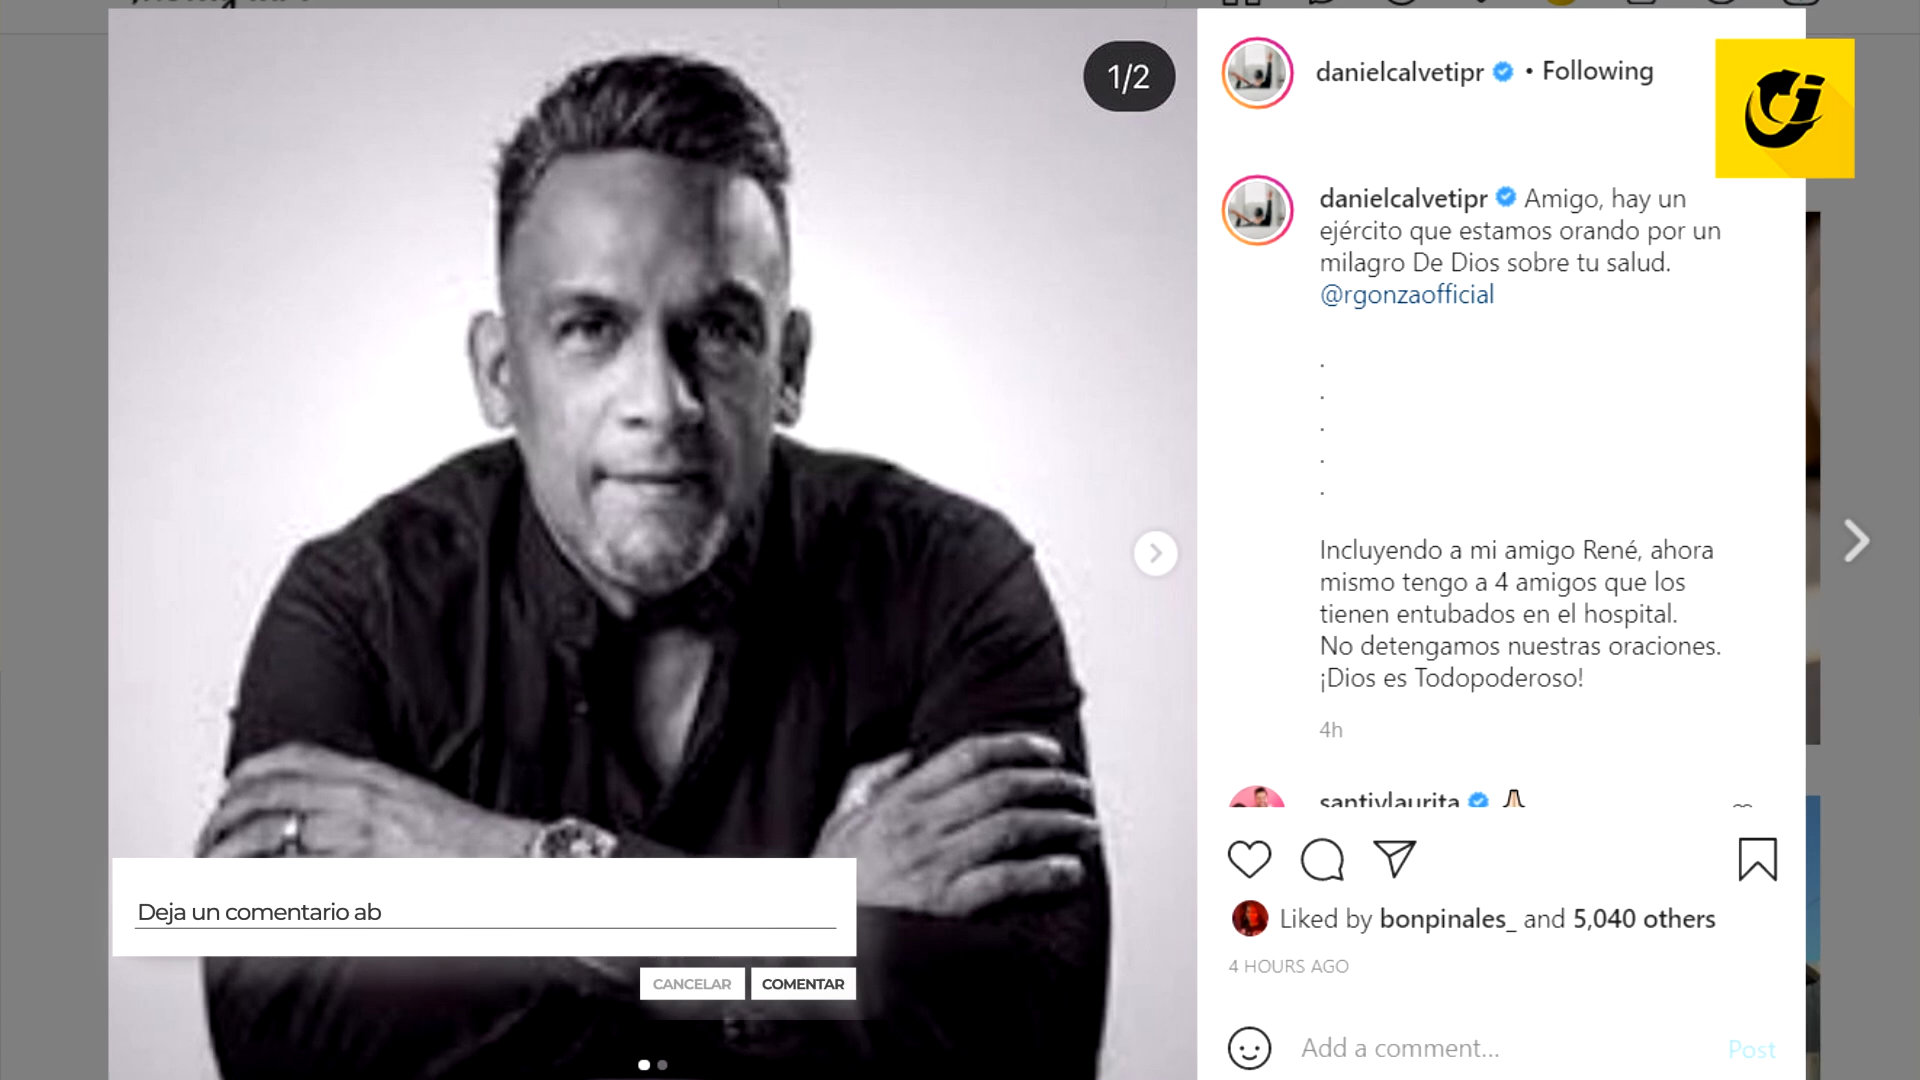 1/2
danielcalvetipr • Following
danielcalvetipr Amigo, hay un
ejército que estamos orando por un
milagro De Dios sobre tu salud.
@rgonzaofficial
.
.
.
.
.
Incluyendo a mi amigo René, ahora
mismo tengo a 4 amigos que los
tienen entubados en el hospital.
No detengamos nuestras oraciones.
¡Dios es Todopoderoso!
4h
santivlaurita
Liked by bonpinales_ and 5,040 others
4 HOURS AGO
Add a comment... Post
Deja un comentario ab
CANCELAR COMENTAR